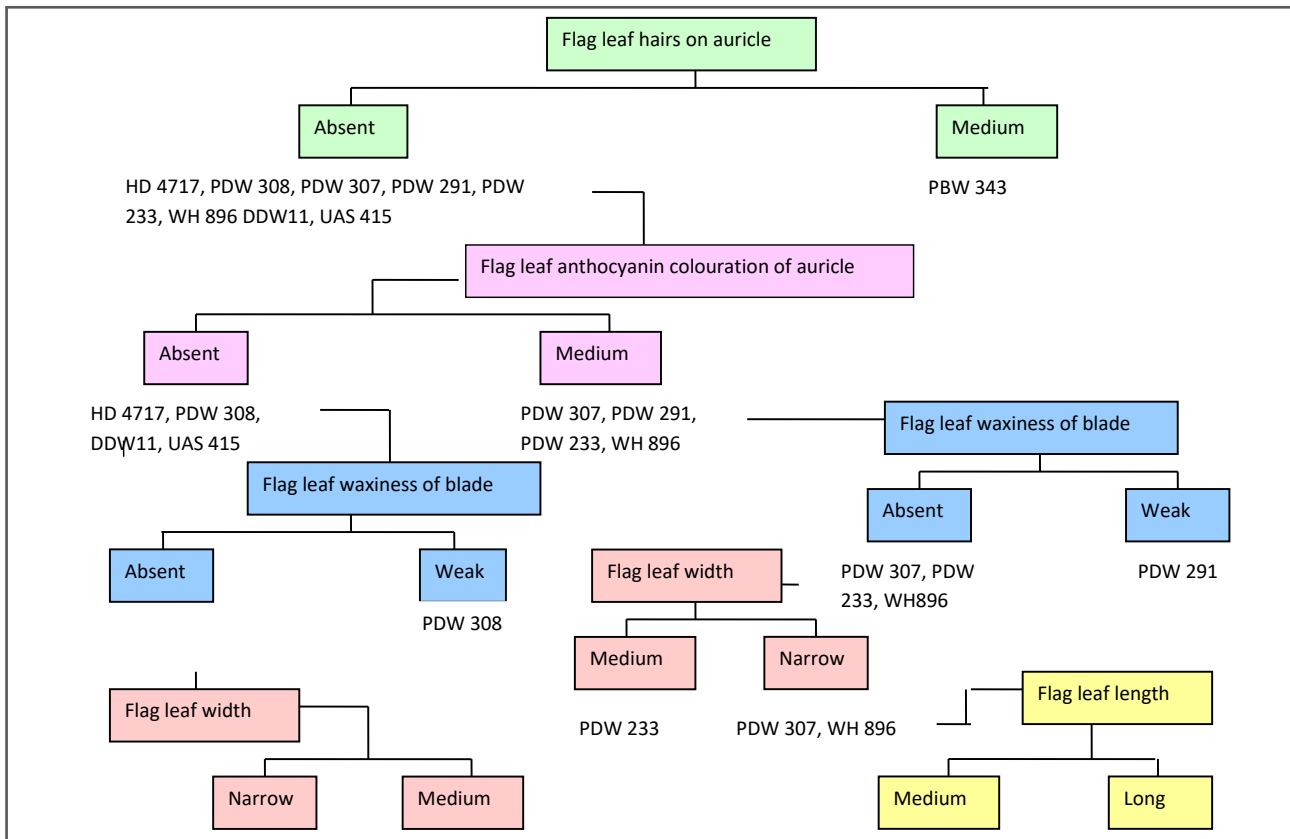 Flag leaf hairs on auricle
Absent
Medium
HD 4717, PDW 308, PDW 307, PDW 291, PDW
233, WH 896 DDW11, UAS 415
PBW 343
Flag leaf anthocyanin colouration of auricle
Absent
Medium
HD 4717, PDW 308,
DDW11, UAS 415
PDW 307, PDW 291,
PDW 233, WH 896
Flag leaf waxiness of blade
Flag leaf waxiness of blade
Absent
Weak
Absent
Weak
PDW 308
Flag leaf width
PDW 307, PDW
233, WH896
PDW 291
Medium
Narrow
Flag leaf width
PDW 233
PDW 307, WH 896
Flag leaf length
Narrow
Medium
Medium
Long